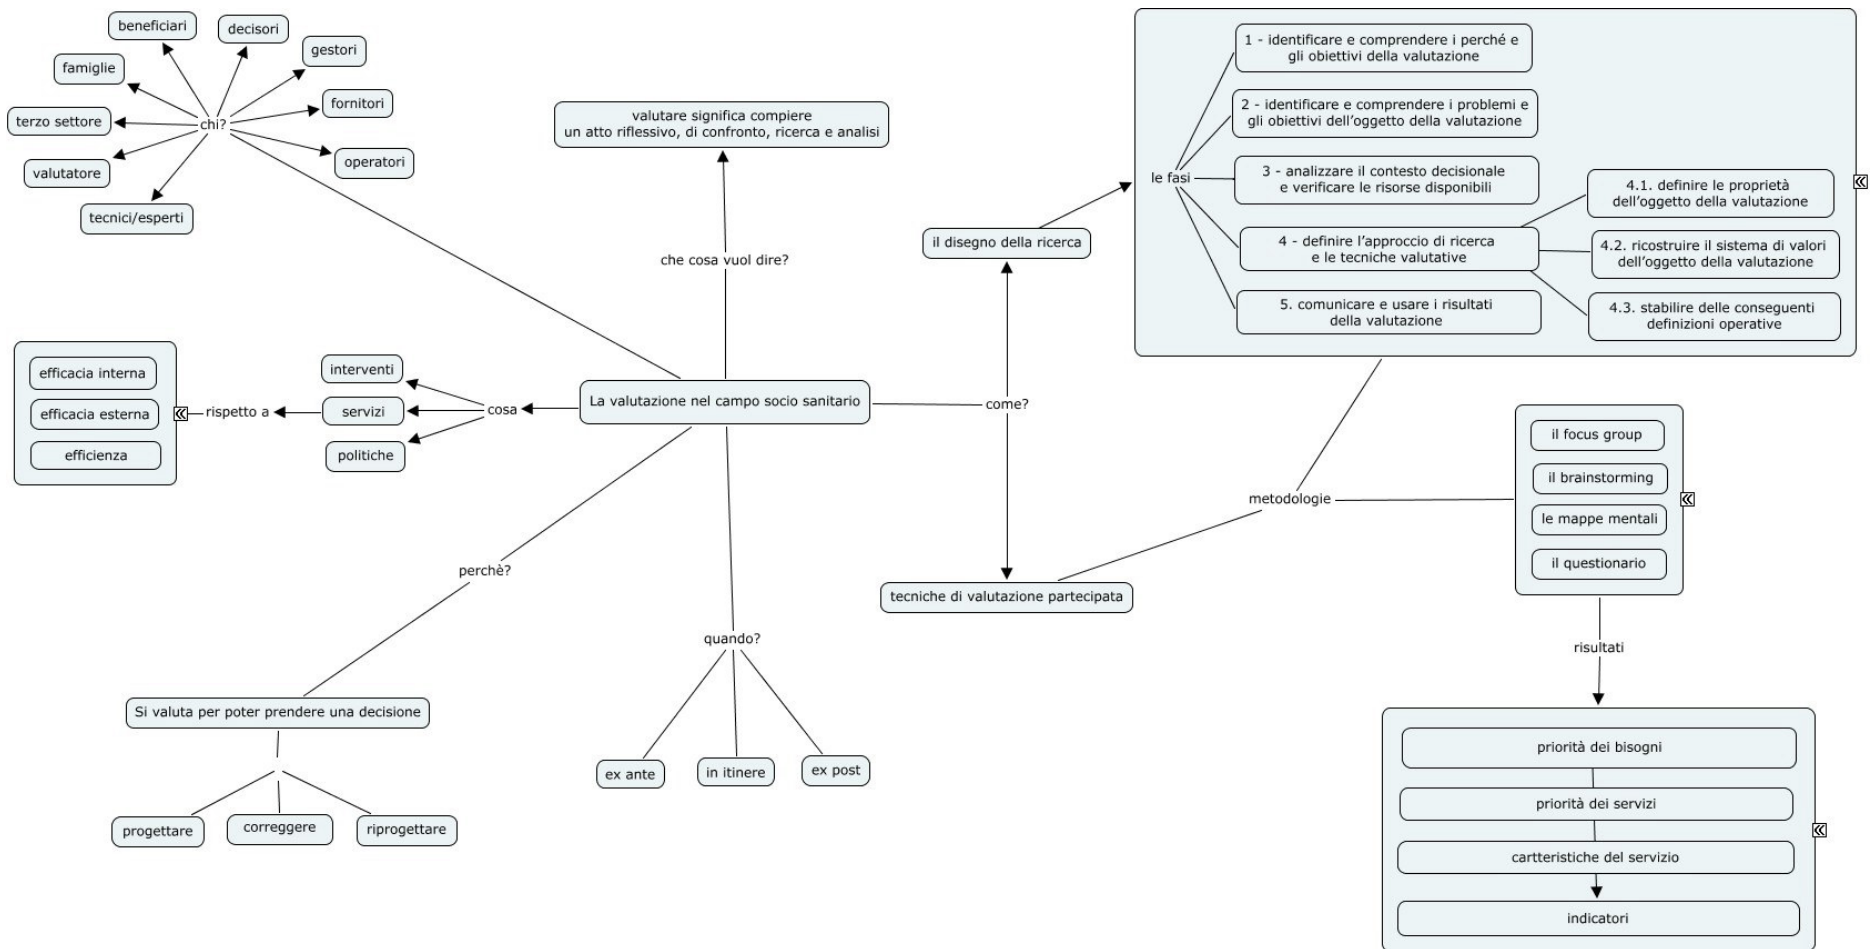 beneficiari
decisori
gestori
famiglie
fornitori
terzo settore
chi?
operatori
valutatore
tecnici/esperti
valutare significa compiere
un atto riflessivo, di confronto, ricerca e analisi
che cosa vuol dire?
il disegno della ricerca
le fasi
1 - identificare e comprendere i perché e
gli obiettivi della valutazione
2 - identificare e comprendere i problemi e
gli obiettivi dell'oggetto della valutazione
3 - analizzare il contesto decisionale
e verificare le risorse disponibili
4 - definire l'approccio di ricerca
e le tecniche valutative
5. comunicare e usare i risultati
della valutazione
4.1. definire le proprietà
dell'oggetto della valutazione
4.2. ricostruire il sistema di valori
dell'oggetto della valutazione
4.3. stabilire delle conseguenti
definizioni operative
efficacia interna
efficacia esterna
efficienza
rispetto a
interventi
servizi
politiche
cosa
La valutazione nel campo socio sanitario
come?
metodologie
il focus group
il brainstorming
le mappe mentali
il questionario
perchè?
tecniche di valutazione partecipata
quando?
risultati
Si valuta per poter prendere una decisione
ex ante
in itinere
ex post
progettare
correggere
riprogettare
priorità dei bisogni
priorità dei servizi
cartteristiche del servizio
indicatori